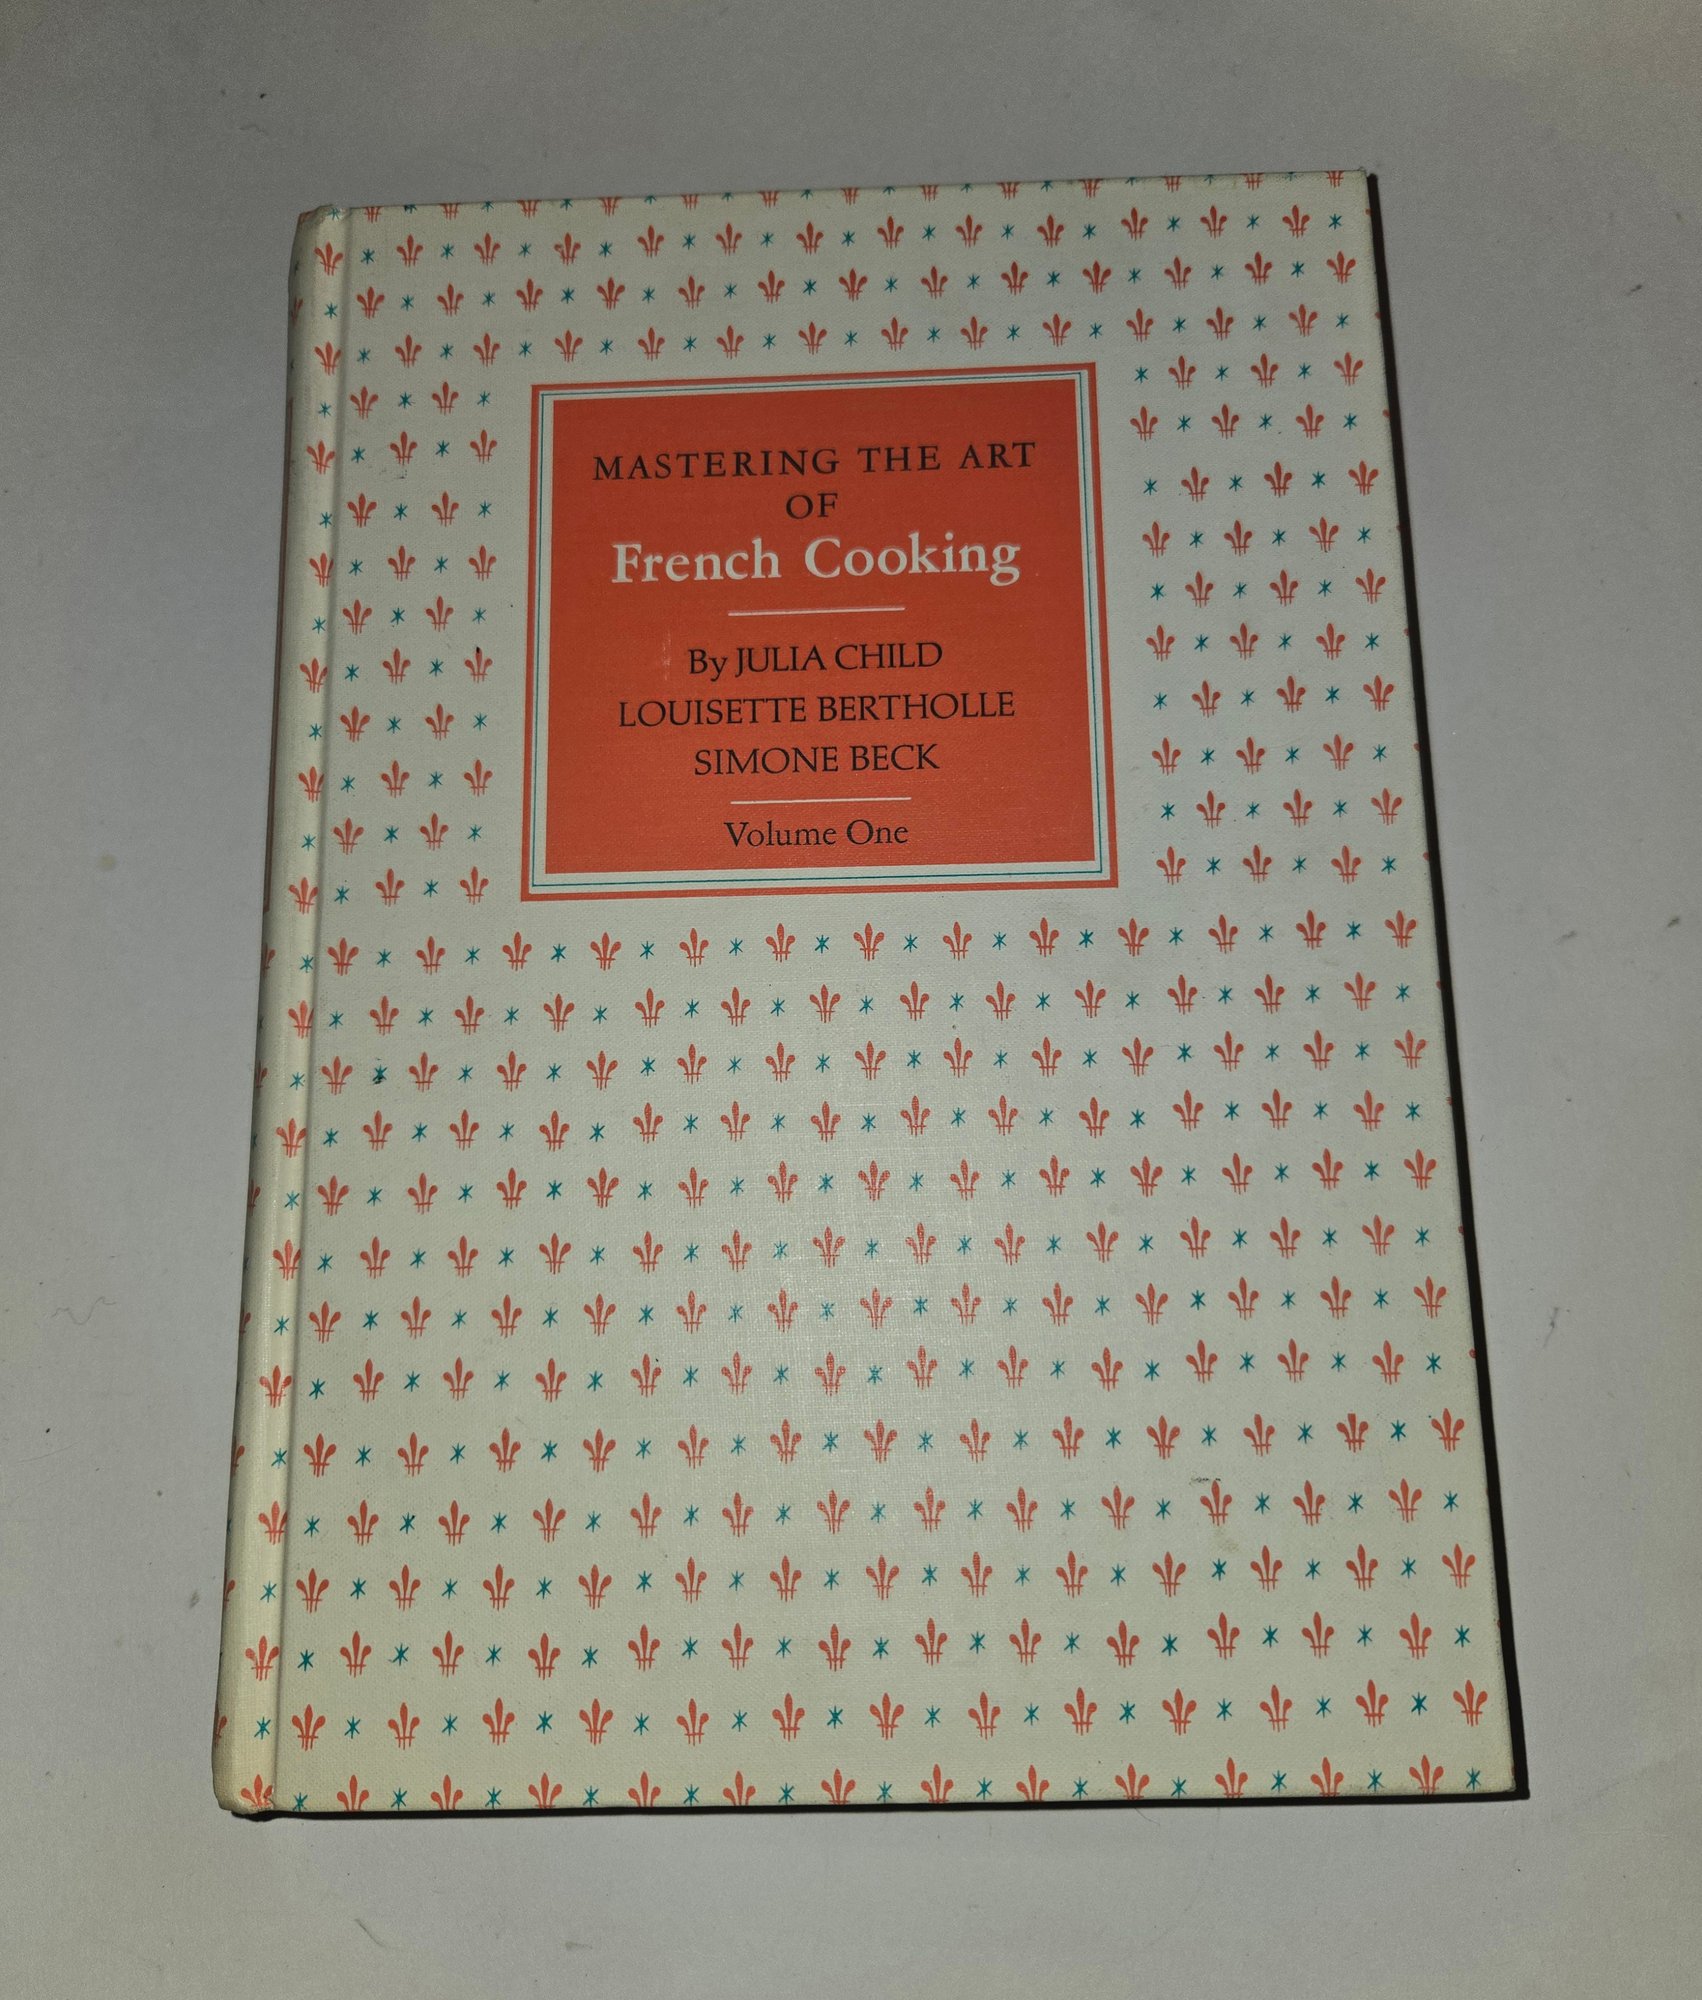 MASTERING THE ART
OF
French Cooking
By JULIA CHILD
LOUISETTE BERTHOLLE
SIMONE BECK
Volume One